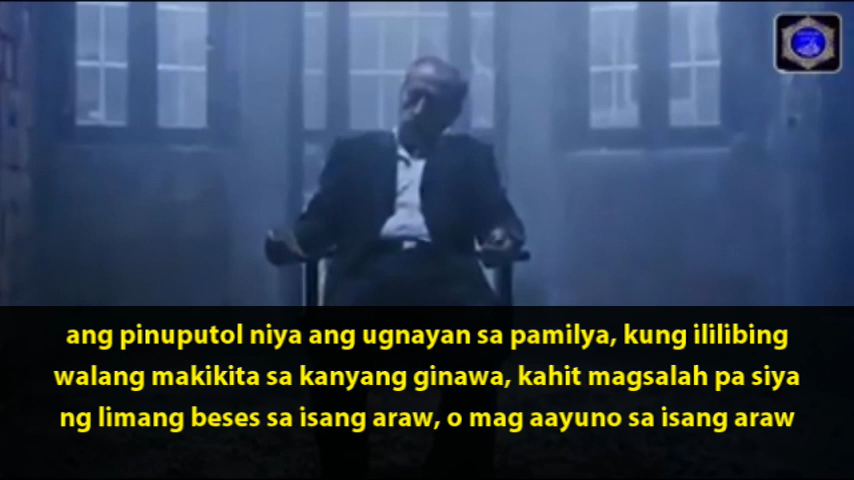 ang pinuputol niya ang ugnayan sa pamilya, kung ililibing
walang makikita sa kanyang ginawa, kahit magsalah pa siya
ng limang beses sa isang araw, o mag aayuno sa isang araw